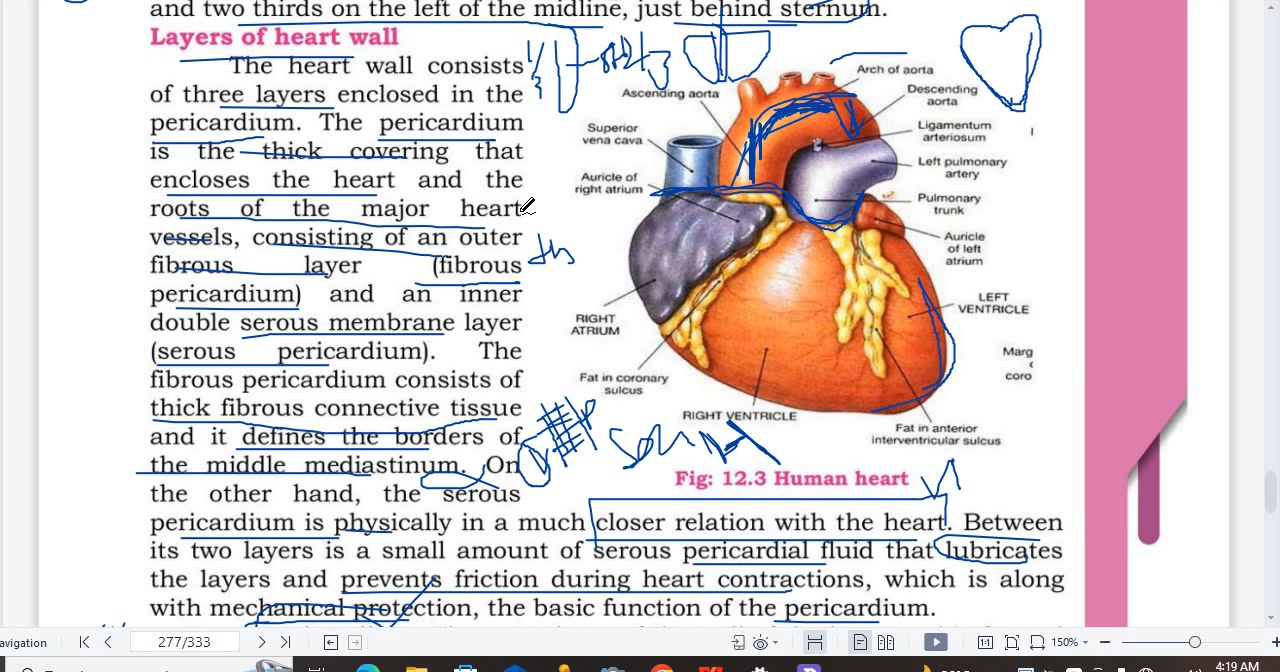 and two thirds on the left of the midline, just behind sternum.
Layers of heart wall
The heart wall consists
of three layers enclosed in the
pericardium. The pericardium
is the thick covering that
encloses the heart and the
roots of the major heart
vessels, consisting of an outer
fibrous layer (fibrous
pericardium) and an inner
double serous membrane layer
(serous pericardium). The
fibrous pericardium consists of
thick fibrous connective tissue
and it defines the borders of
the middle mediastinum. On
the other hand, the serous
pericardium is physically in a much closer relation with the heart. Between
its two layers is a small amount of serous pericardial fluid that lubricates
the layers and prevents friction during heart contractions, which is along
with mechanical protection, the basic function of the pericardium.
Arch of aorta
Ascending aorta
Descending
aorta
Superior
vena cava
Ligamentum
arteriosum
Left pulmonary
artery
Auricle of
right atrium
Pulmonary
trunk
Auricle
of left
atrium
LEFT
VENTRICLE
RIGHT
ATRIUM
Marg
coro
Fat in coronary
sulcus
RIGHT VENTRICLE
Fat in anterior
interventricular sulcus
Fig: 12.3 Human heart
avigation
277/333
150%
4:19 AM